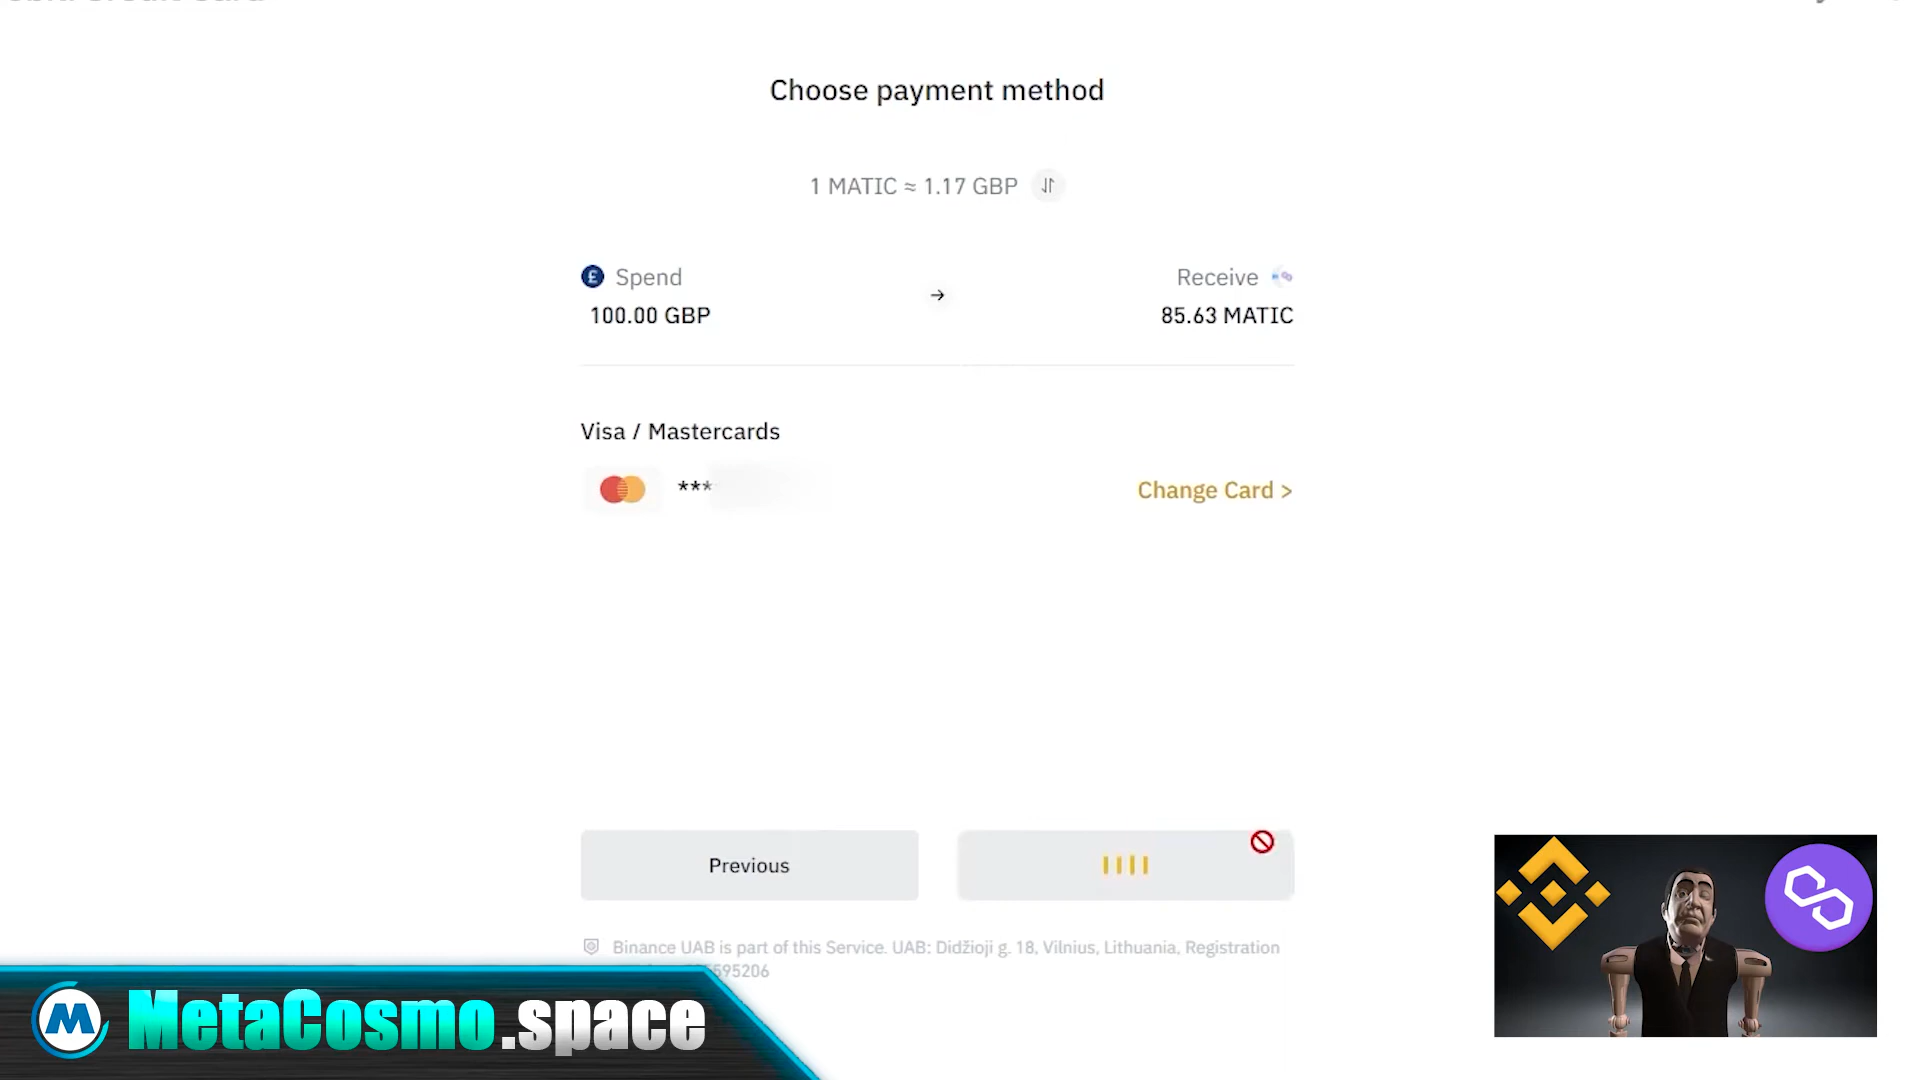 Choose payment method
1 MATIC ≈ 1.17 GBP
£ Spend
Receive
100.00 GBP
→
85.63 MATIC
Visa / Mastercards
***
Change Card >
Previous
Binance UAB is part of this Service. UAB: Didžioji g. 18, Vilnius, Lithuania, Registration
595206
M MetaCosmo.space